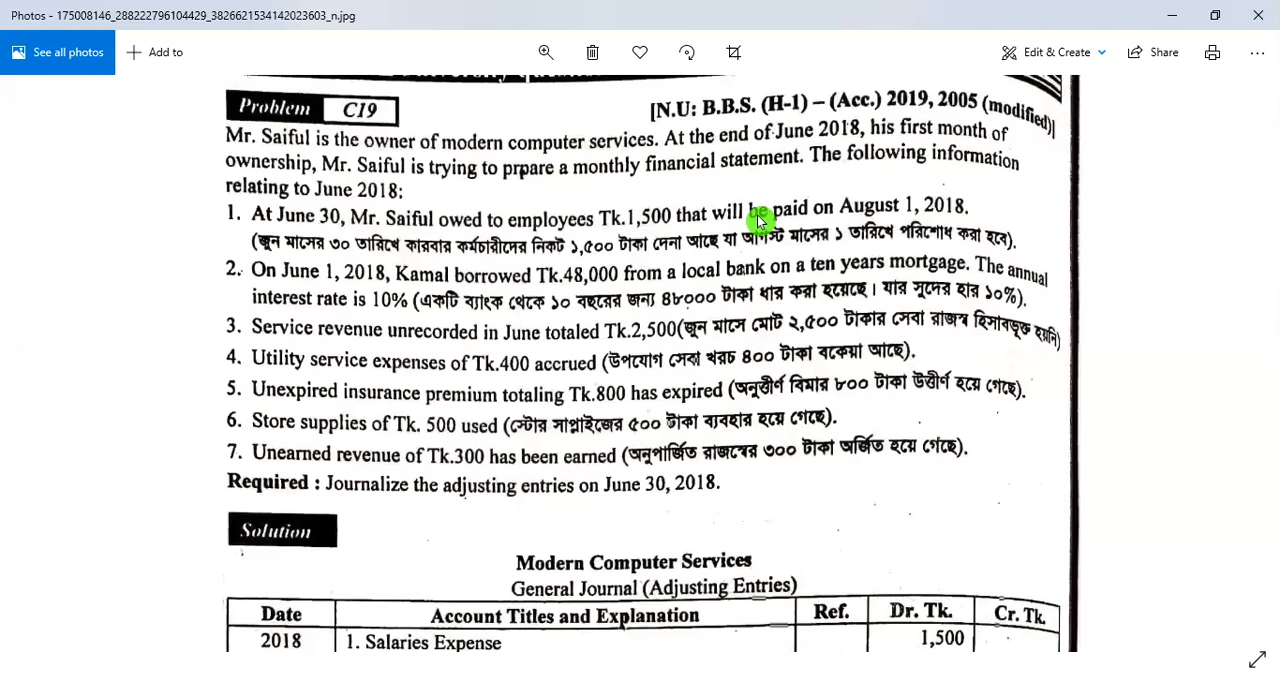 Photos - 175008146_288222796104429_3826621534142023603_n.jpg
See all photos
Add to
Edit & Create
Share
Problem C19
[N.U: B.B.S. (H-1) – (Acc.) 2019, 2005 (modified)]
Mr. Saiful is the owner of modern computer services. At the end of June 2018, his first month of
ownership, Mr. Saiful is trying to prpare a monthly financial statement. The following information
relating to June 2018:
1. At June 30, Mr. Saiful owed to employees Tk.1,500 that will be paid on August 1, 2018.
(জুন মাসের ৩০ তারিখে কারবার কর্মচারীদের নিকট ১,৫০০ টাকা দেনা আছে যা আগস্ট মাসের ১ তারিখে পরিশোধ করা হবে).
2. On June 1, 2018, Kamal borrowed Tk.48,000 from a local bank on a ten years mortgage. The annual
interest rate is 10% (একটি ব্যাংক থেকে ১০ বছরের জন্য ৪৮০০০ টাকা ধার করা হয়েছে। যার সুদের হার ১০%).
3. Service revenue unrecorded in June totaled Tk.2,500(জুন মাসে মোট ২,৫০০ টাকার সেবা রাজস্ব হিসাবভূক্ত হয়নি)
4. Utility service expenses of Tk.400 accrued (উপযোগ সেবা খরচ ৪০০ টাকা বকেয়া আছে).
5. Unexpired insurance premium totaling Tk.800 has expired (অনুত্তীর্ণ বিমার ৮০০ টাকা উত্তীর্ণ হয়ে গেছে).
6. Store supplies of Tk. 500 used (স্টোর সাপ্লাইজের ৫০০ টাকা ব্যবহার হয়ে গেছে).
7. Unearned revenue of Tk.300 has been earned (অনুপার্জিত রাজস্বের ৩০০ টাকা অর্জিত হয়ে গেছে).
Required : Journalize the adjusting entries on June 30, 2018.
Solution
Modern Computer Services
General Journal (Adjusting Entries)
Date Account Titles and Explanation Ref. Dr. Tk. Cr. Tk.
2018 1. Salaries Expense 1,500